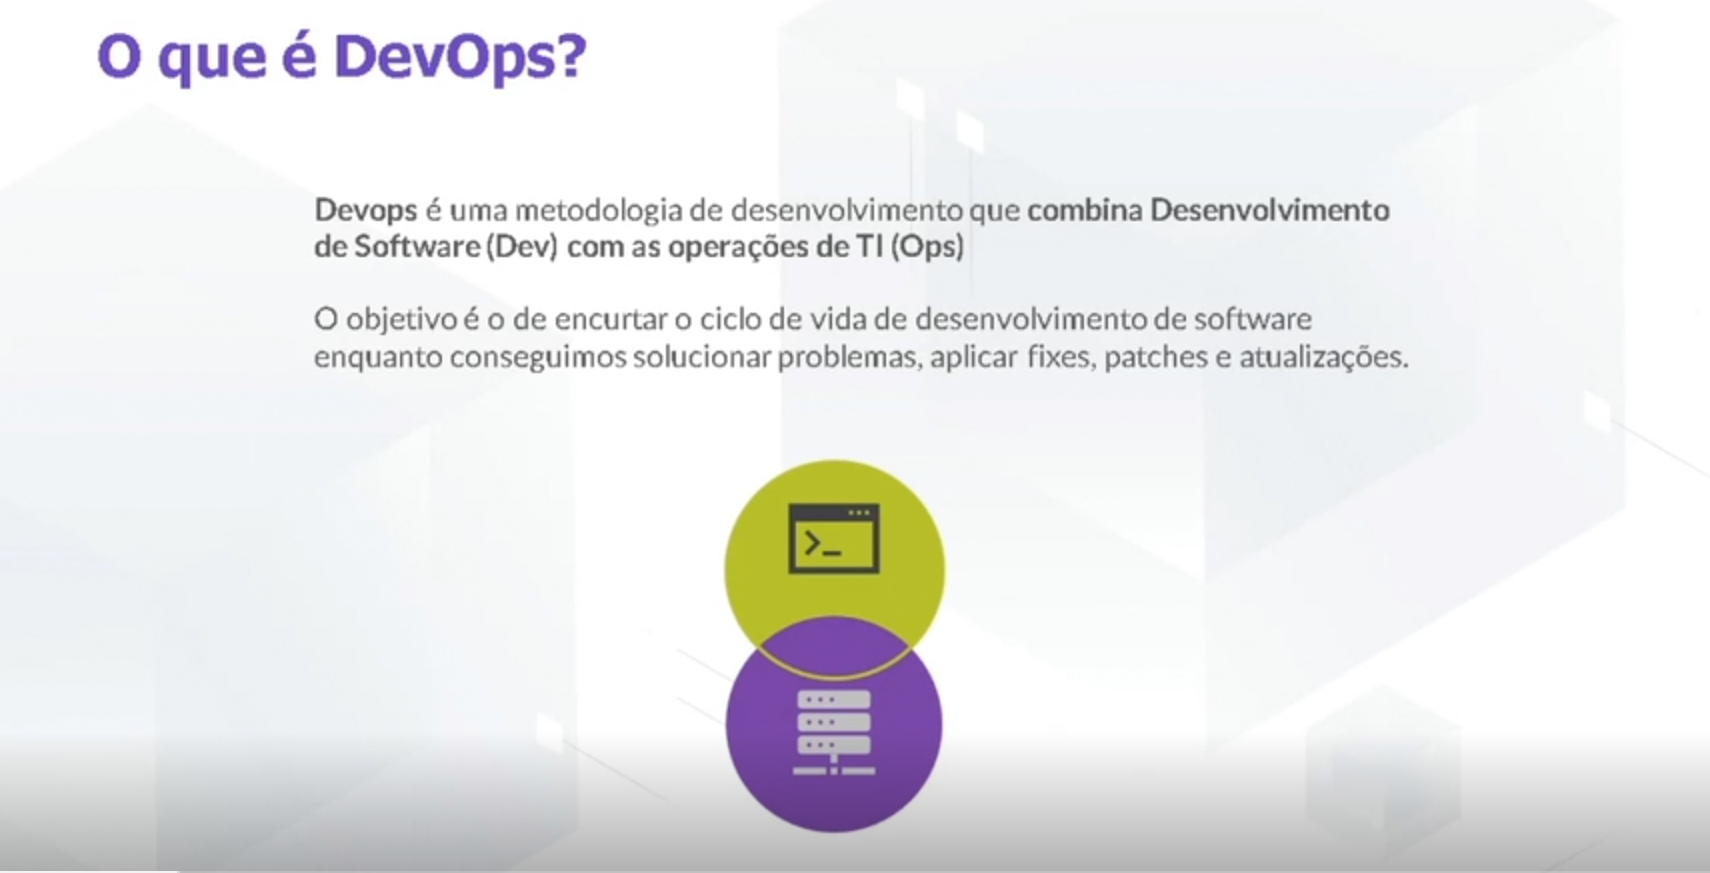 O que é DevOps?
Devops é uma metodologia de desenvolvimento que combina Desenvolvimento
de Software (Dev) com as operações de TI (Ops)
O objetivo é o de encurtar o ciclo de vida de desenvolvimento de software
enquanto conseguimos solucionar problemas, aplicar fixes, patches e atualizações.
>_